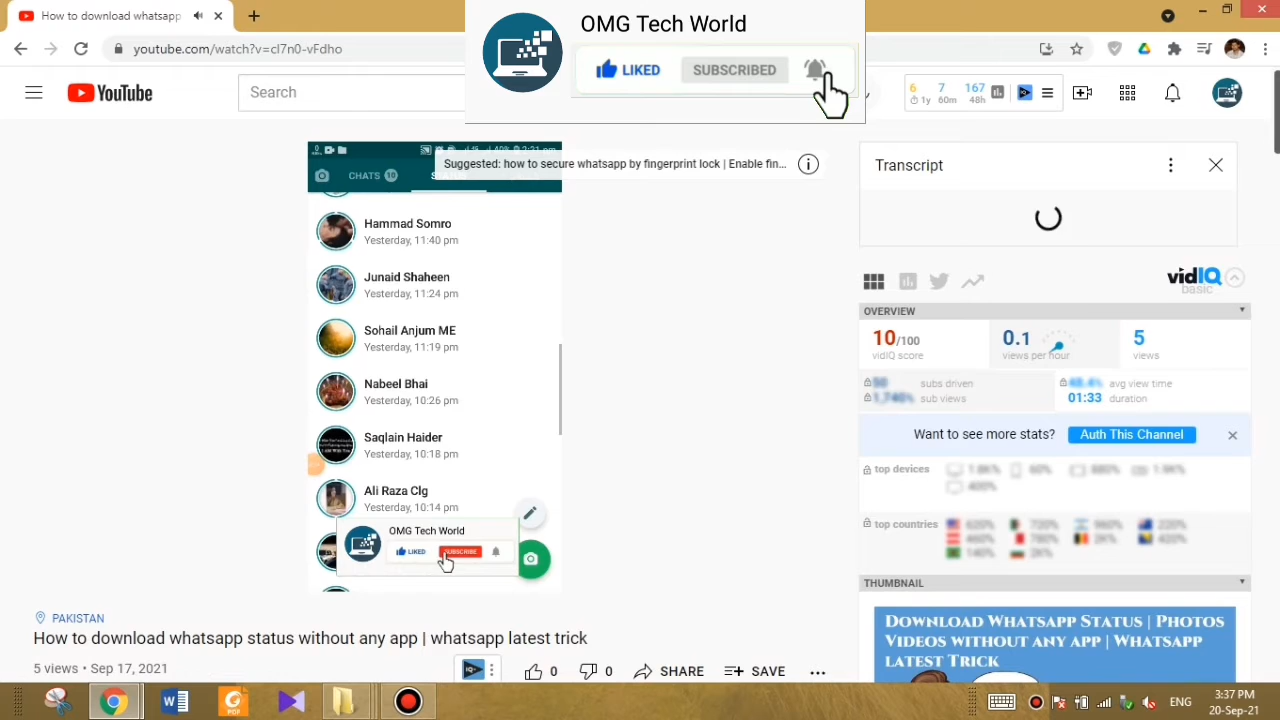 How to download whatsapp
OMG Tech World
youtube.com/watch?v=cl7n0-vFdho
LIKED
SUBSCRIBED
YouTube
Search
6
7
167
1y
60m
48h
Suggested: how to secure whatsapp by fingerprint lock | Enable fin...
CHATS 10
Transcript
Hammad Somro
Yesterday, 11:40 pm
Junaid Shaheen
Yesterday, 11:24 pm
Sohail Anjum ME
Yesterday, 11:19 pm
Nabeel Bhai
Yesterday, 10:26 pm
Saqlain Haider
Yesterday, 10:18 pm
Ali Raza Clg
Yesterday, 10:14 pm
OMG Tech World
LIKED
SUBSCRIBE
vidIQ
basic
OVERVIEW
10/100
vidIQ score
0.1
views per hour
5
views
subs driven
sub views
avg view time
01:33 duration
Want to see more stats?
Auth This Channel
top devices
top countries
THUMBNAIL
Download Whatsapp Status | Photos
Videos without any app | Whatsapp
latest Trick
PAKISTAN
How to download whatsapp status without any app | whatsapp latest trick
5 views • Sep 17, 2021
0
0
SHARE
SAVE
ENG
3:37 PM
20-Sep-21